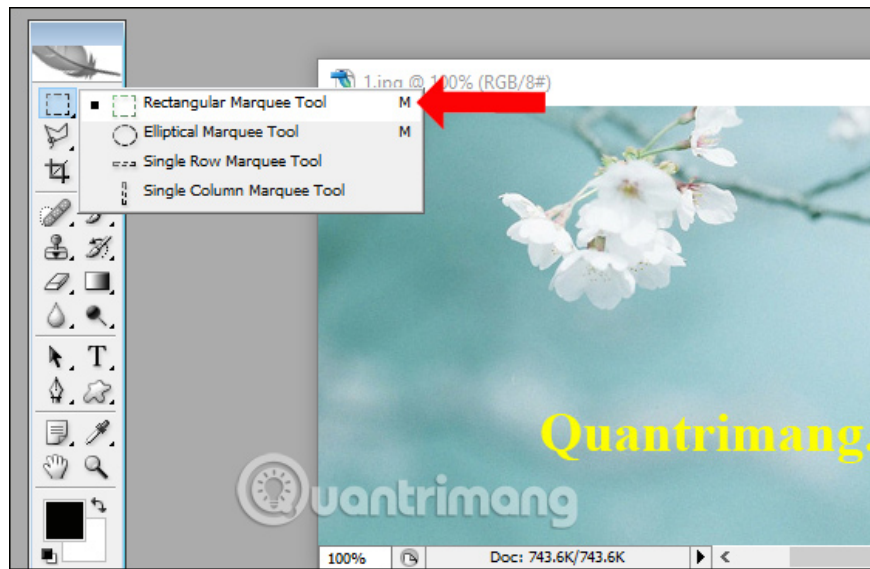 1.jpg @ 100% (RGB/8#)
Rectangular Marquee Tool M
Elliptical Marquee Tool M
Single Row Marquee Tool
Single Column Marquee Tool
T
Quantrimang.
Quantrimang
100% Doc: 743.6K/743.6K